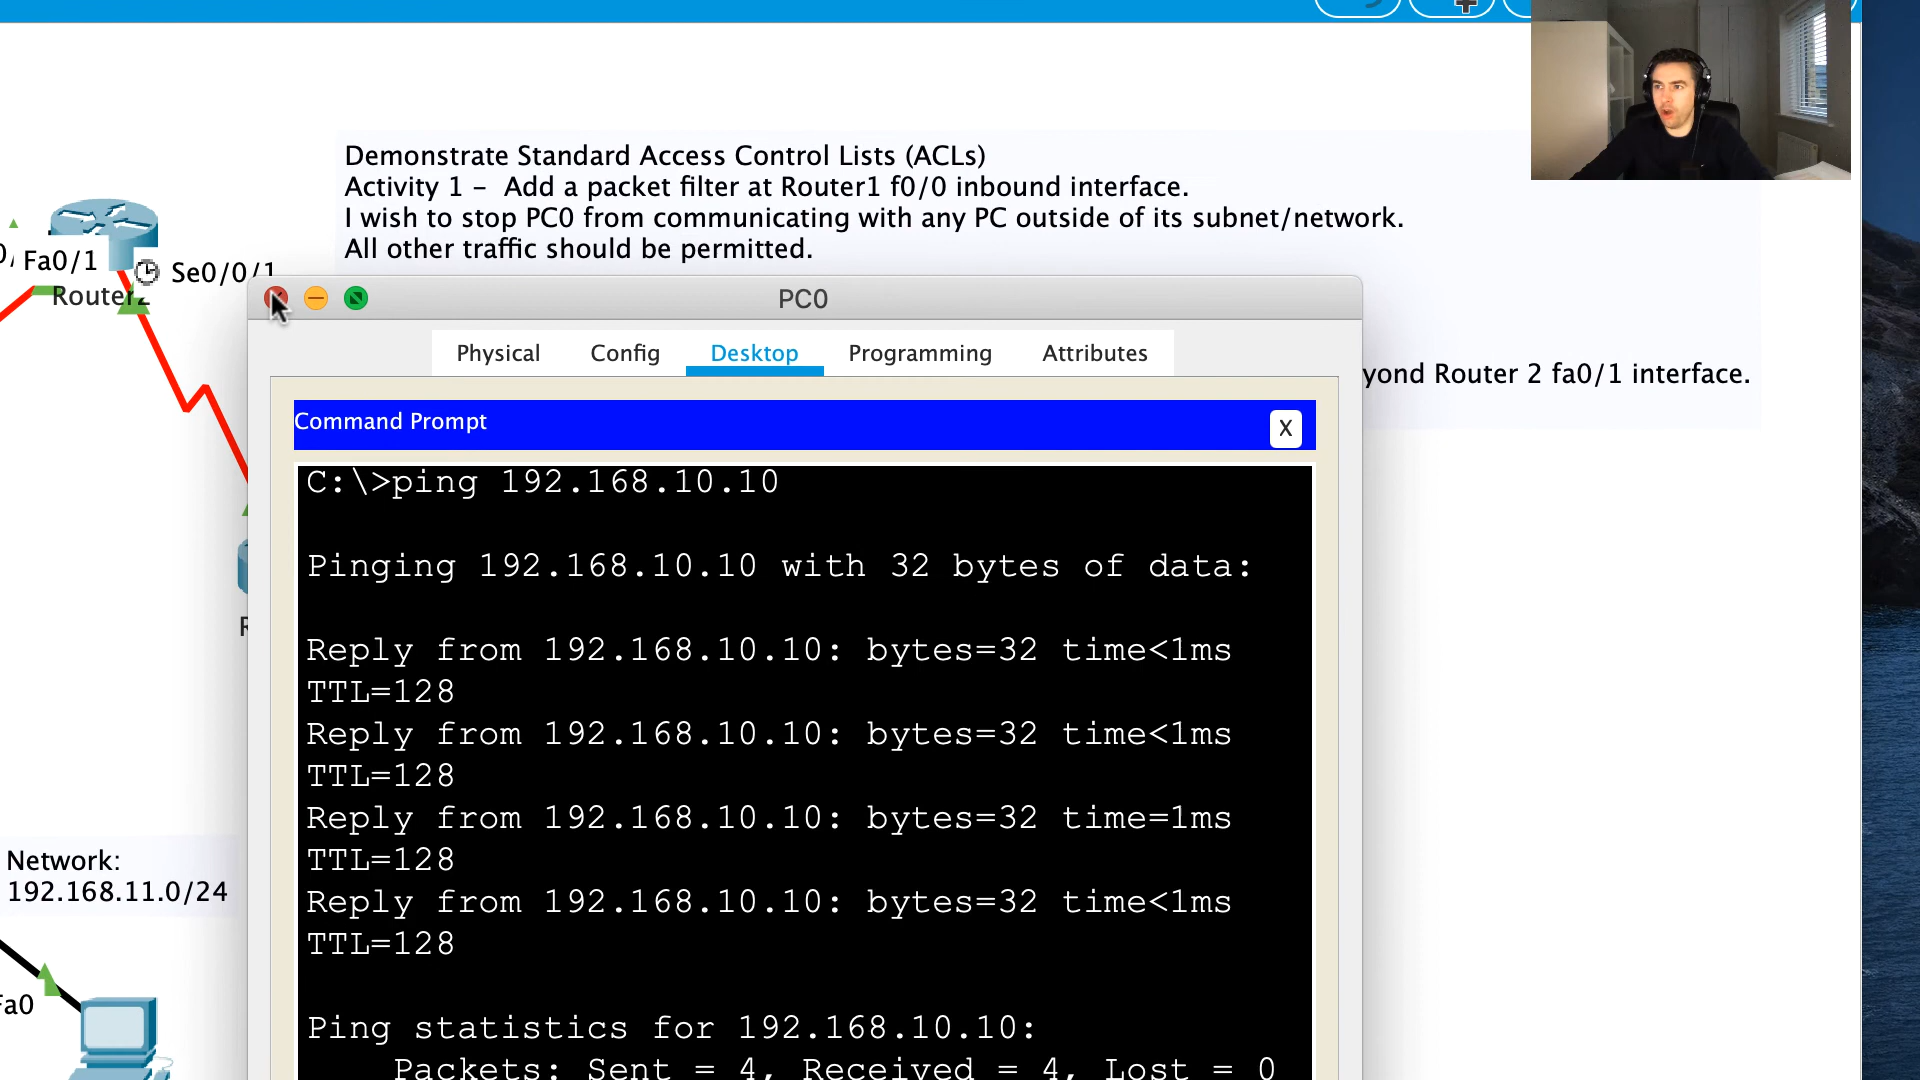 Demonstrate Standard Access Control Lists (ACLs)
Activity 1 - Add a packet filter at Router1 f0/0 inbound interface.
I wish to stop PC0 from communicating with any PC outside of its subnet/network.
All other traffic should be permitted.
Fa0/1
Se0/0/1
Router2
PC0
Physical
Config
Desktop
Programming
Attributes
yond Router 2 fa0/1 interface.
Command Prompt
X
C:\>ping 192.168.10.10
Pinging 192.168.10.10 with 32 bytes of data:
Reply from 192.168.10.10: bytes=32 time<1ms
TTL=128
Reply from 192.168.10.10: bytes=32 time<1ms
TTL=128
Reply from 192.168.10.10: bytes=32 time=1ms
TTL=128
Reply from 192.168.10.10: bytes=32 time<1ms
TTL=128
Ping statistics for 192.168.10.10:
Packets: Sent = 4, Received = 4, Lost = 0
Network:
192.168.11.0/24
Fa0